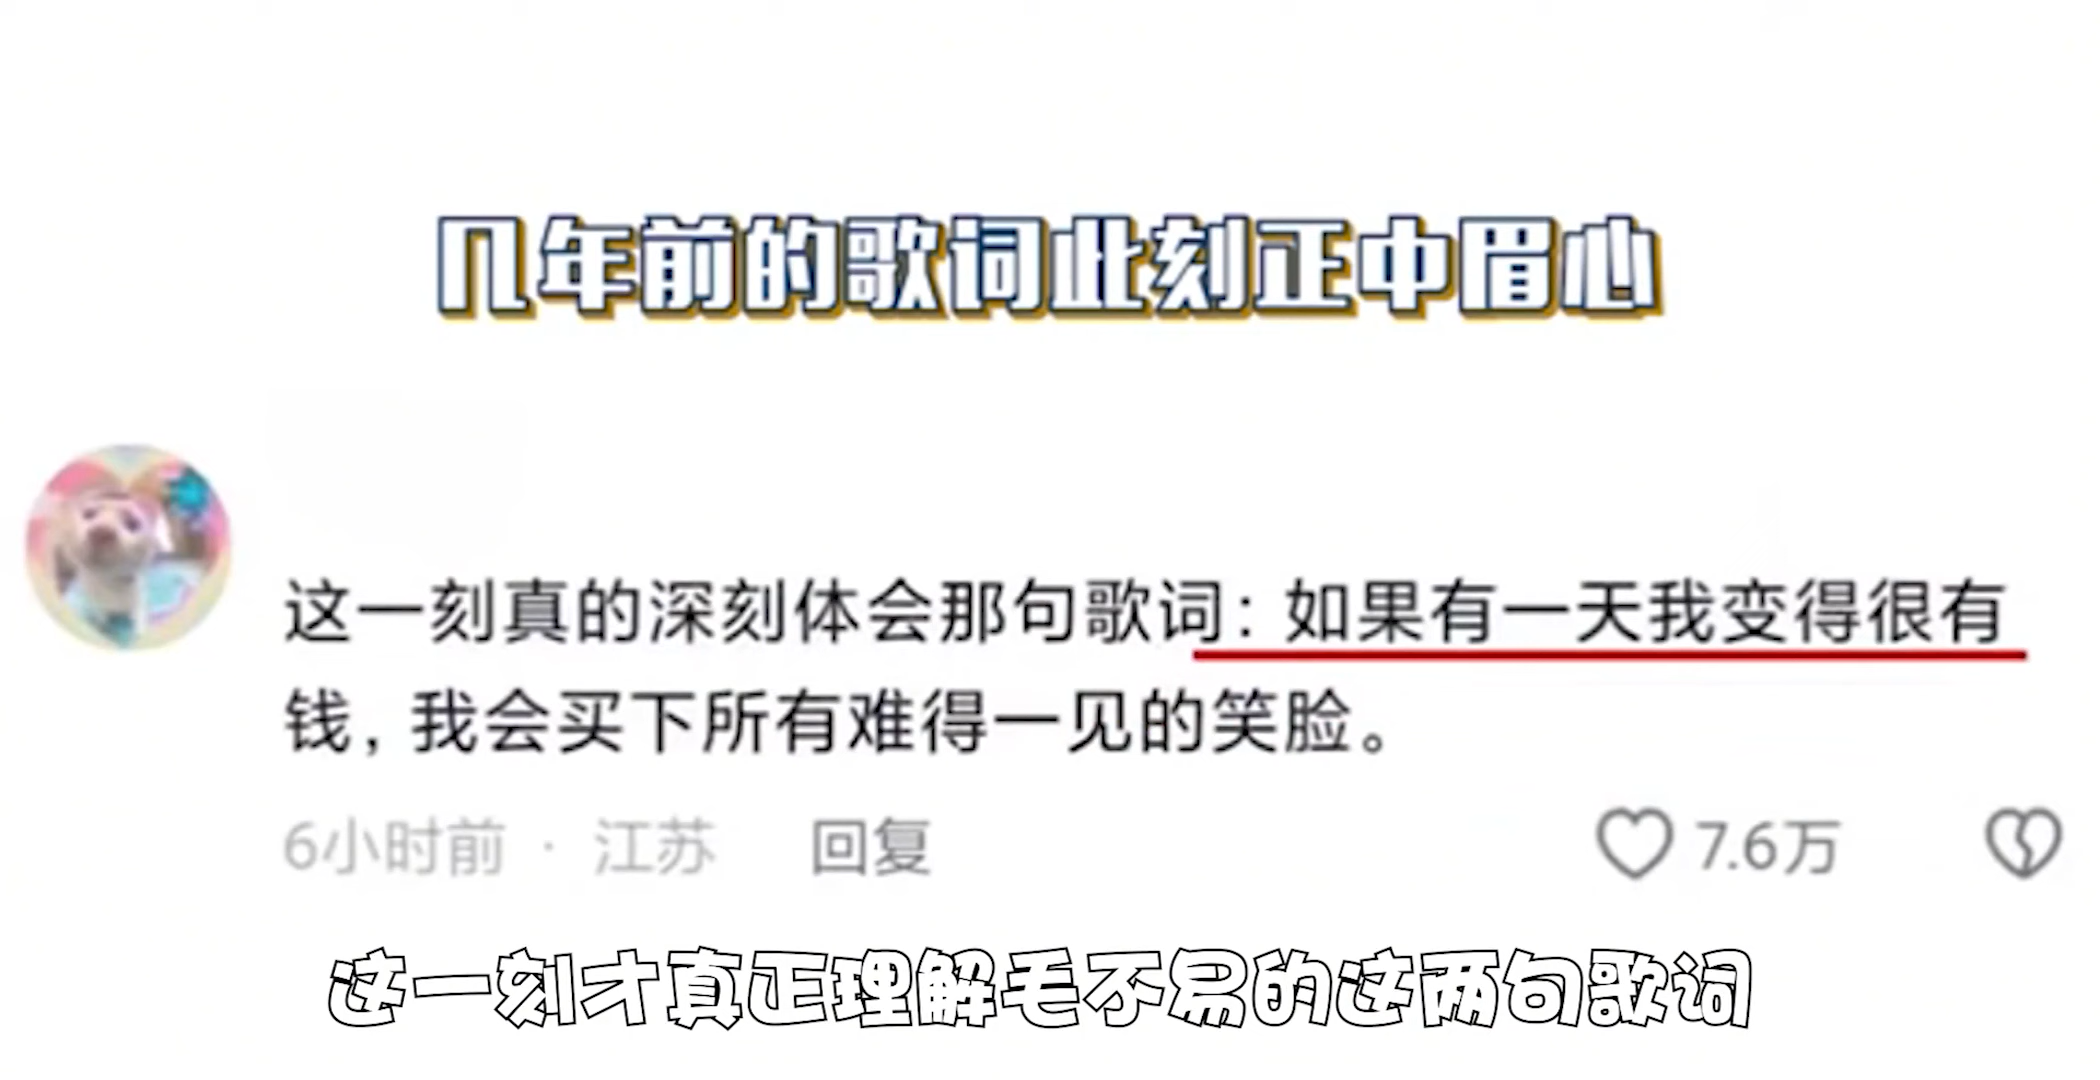 几年前的歌词此刻正中眉心
这一刻真的深刻体会那句歌词：如果有一天我变得很有
钱，我会买下所有难得一见的笑脸。
6小时前 · 江苏 回复 7.6万
这一刻才真正理解毛不易的这两句歌词